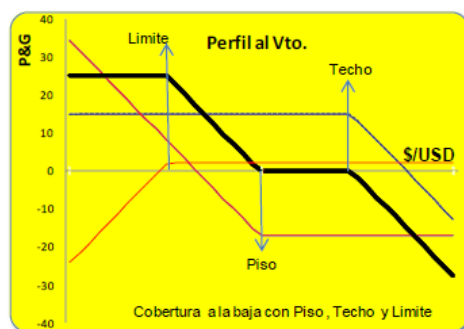 Perfil al Vto.
P&G
40
30
20
10
0
-10
-20
-30
-40
Limite
Techo
$/USD
Piso
Cobertura a la baja con Piso, Techo y Limite